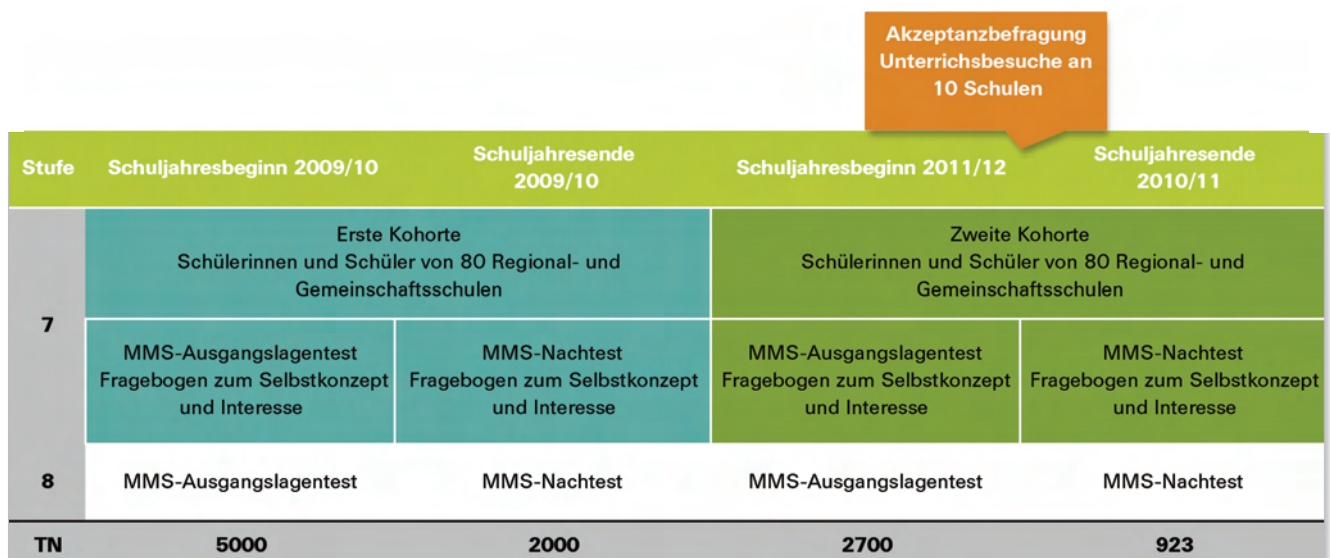 Akzeptanzbefragung
Unterrichsbesuche an
10 Schulen
Stufe
Schuljahresbeginn 2009/10
Schuljahresende
2009/10
Schuljahresbeginn 2011/12
Schuljahresende
2010/11
7
Erste Kohorte
Schülerinnen und Schüler von 80 Regional- und
Gemeinschaftsschulen
Zweite Kohorte
Schülerinnen und Schüler von 80 Regional- und
Gemeinschaftsschulen
MMS-Ausgangslagentest
Fragebogen zum Selbstkonzept
und Interesse
MMS-Nachtest
Fragebogen zum Selbstkonzept
und Interesse
MMS-Ausgangslagentest
Fragebogen zum Selbstkonzept
und Interesse
MMS-Nachtest
Fragebogen zum Selbstkonzept
und Interesse
8
MMS-Ausgangslagentest
MMS-Nachtest
MMS-Ausgangslagentest
MMS-Nachtest
TN
5000
2000
2700
923